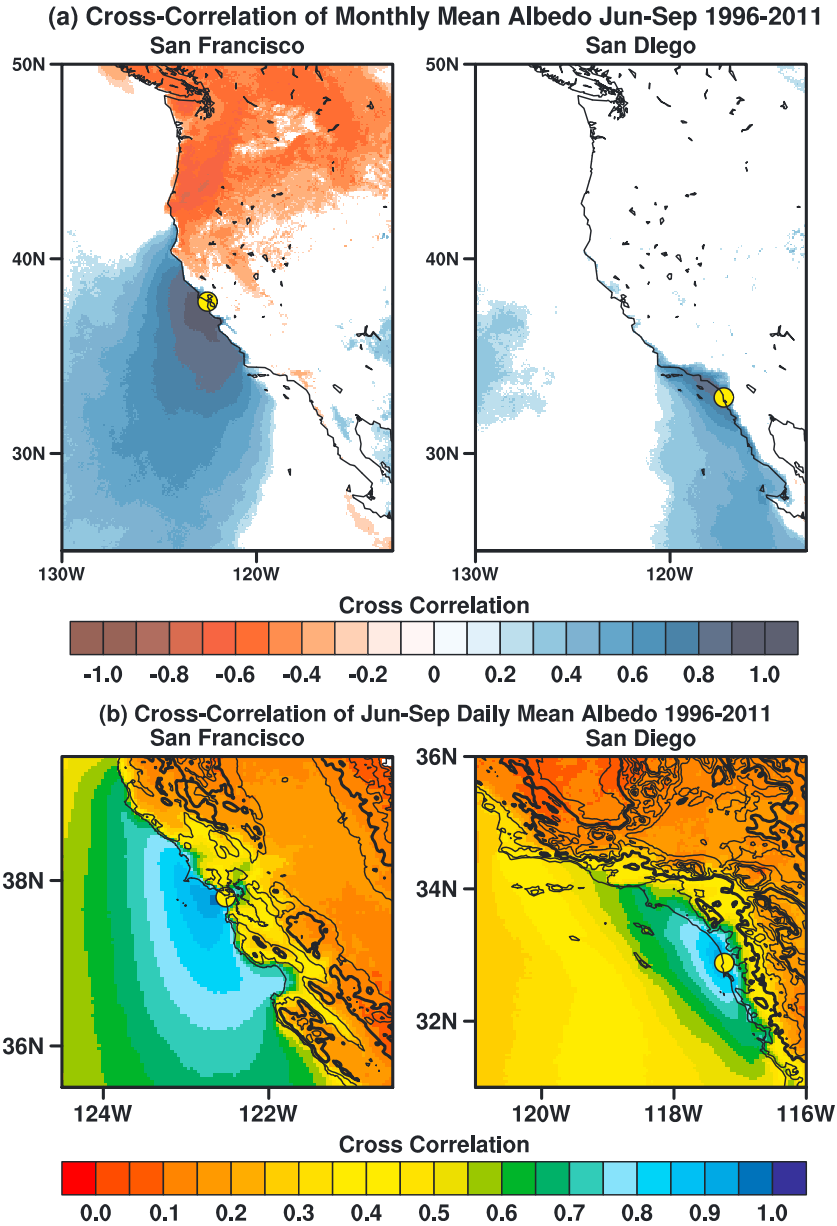 (a) Cross-Correlation of Monthly Mean Albedo Jun-Sep 1996-2011
San Francisco San Diego
50N 50N
40N 40N
30N 30N
130W 120W 130W 120W
Cross Correlation
-1.0 -0.8 -0.6 -0.4 -0.2 0 0.2 0.4 0.6 0.8 1.0
(b) Cross-Correlation of Jun-Sep Daily Mean Albedo 1996-2011
San Francisco San Diego
36N
38N
34N
36N
32N
124W 122W 120W 118W 116W
Cross Correlation
0.0 0.1 0.2 0.3 0.4 0.5 0.6 0.7 0.8 0.9 1.0